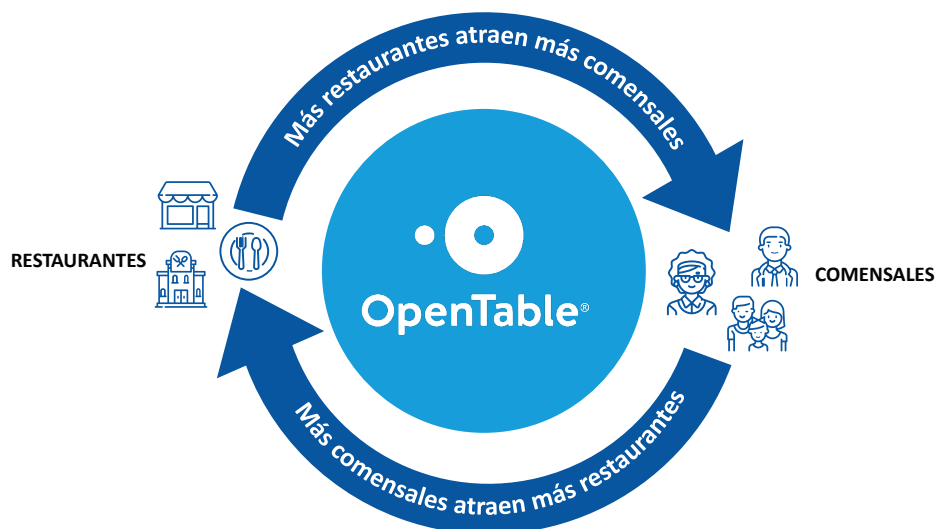 Más restaurantes atraen más comensales
RESTAURANTES
OpenTable®
COMENSALES
Más comensales atraen más restaurantes